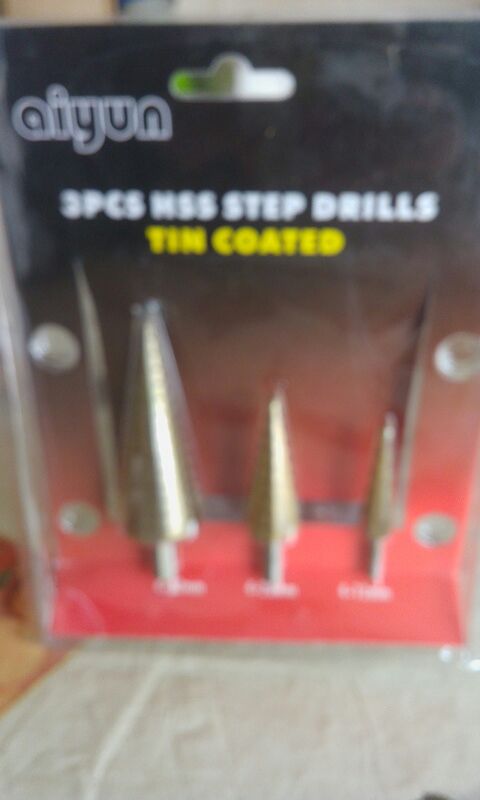 aiyun
3PCS HSS STEP DRILLS
TIN COATED